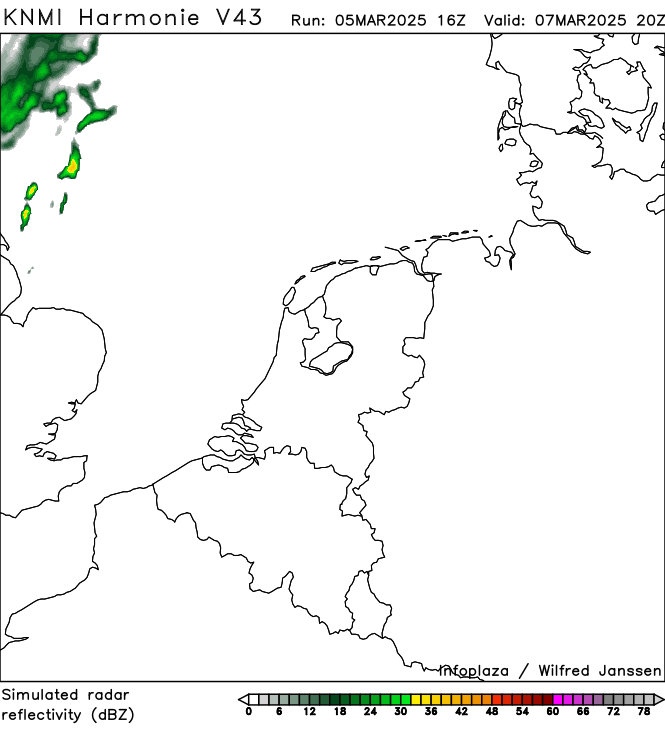 KNMI Harmonie V43 Run: 05MAR2025 16Z Valid: 07MAR2025 20Z
infoplaza / Wilfred Janssen
Simulated radar
reflectivity (dBZ)
0 6 12 18 24 30 36 42 48 54 60 66 72 78